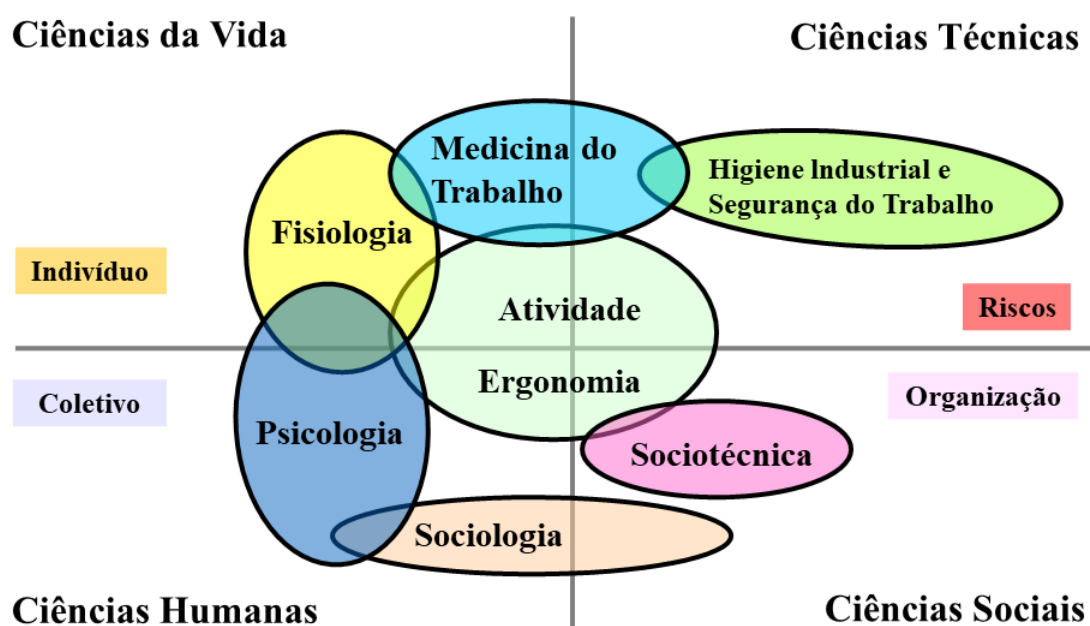 Ciências da Vida
Ciências Técnicas
Medicina do
Trabalho
Higiene Industrial e
Segurança do Trabalho
Fisiologia
Indivíduo
Atividade
Riscos
Ergonomia
Coletivo
Organização
Psicologia
Sociotécnica
Sociologia
Ciências Humanas
Ciências Sociais